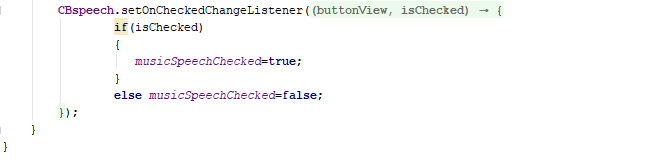 CBspeech.setOnCheckedChangeListener((buttonView, isChecked) → {
if(isChecked)
{
musicSpeechChecked=true;
}
else musicSpeechChecked=false;
});
}
}